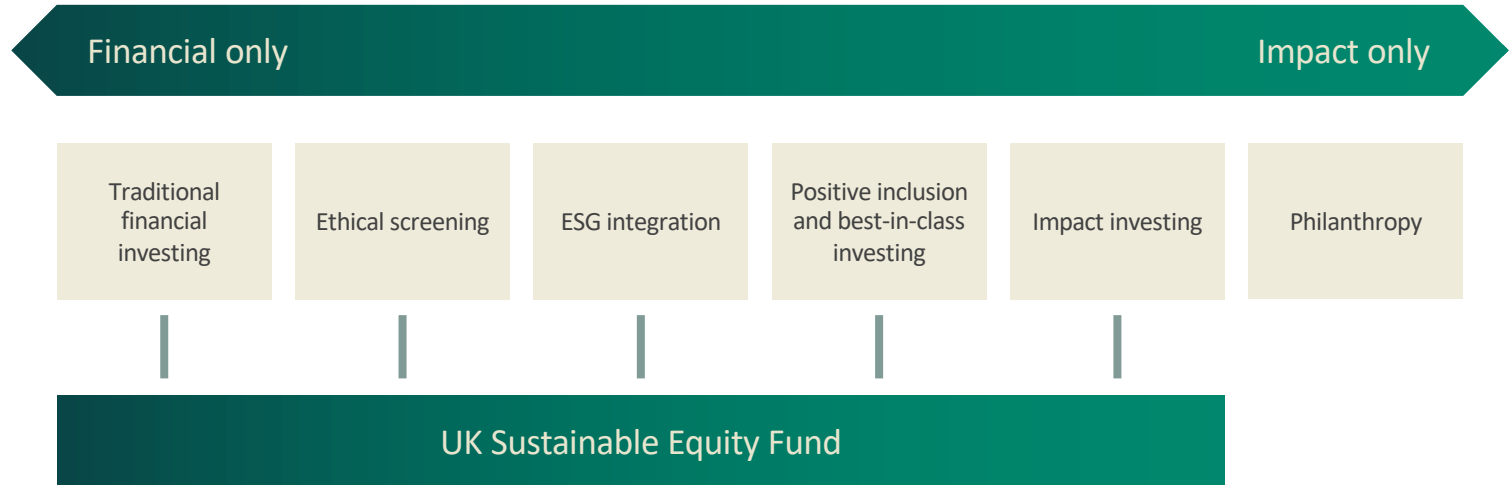 Financial only
Impact only
Traditional
financial
investing
Ethical screening
ESG integration
Positive inclusion
and best-in-class
investing
Impact investing
Philanthropy
UK Sustainable Equity Fund